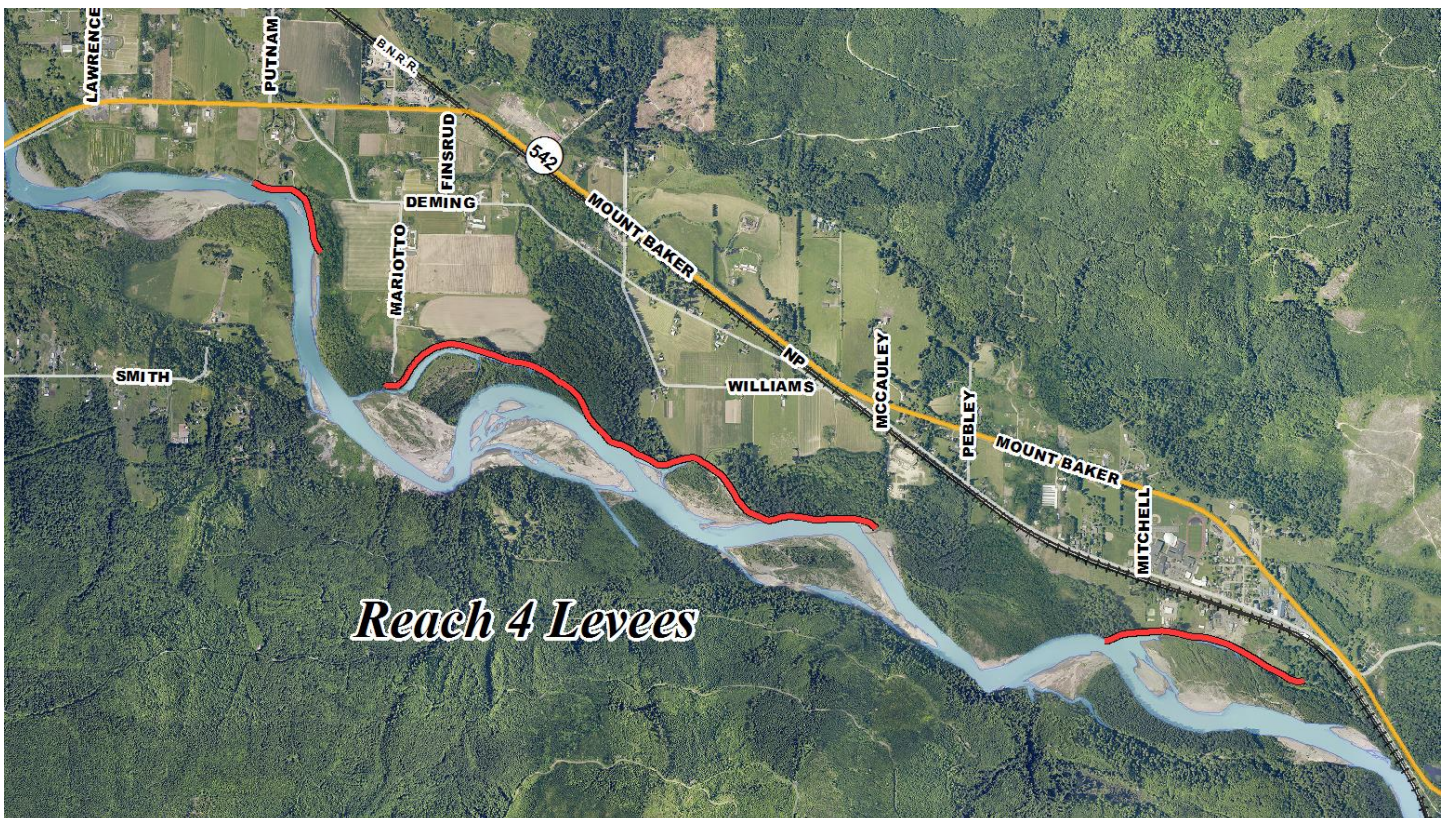 LAWRENCE
PUTNAM
B.N.R.R.
FINSRUD
542
DEMING
MOUNT BAKER
MARIOTTO
SMITH
NP
WILLIAMS
MCCAULEY
PEBLEY
MOUNT BAKER
MITCHELL
Reach 4 Levees